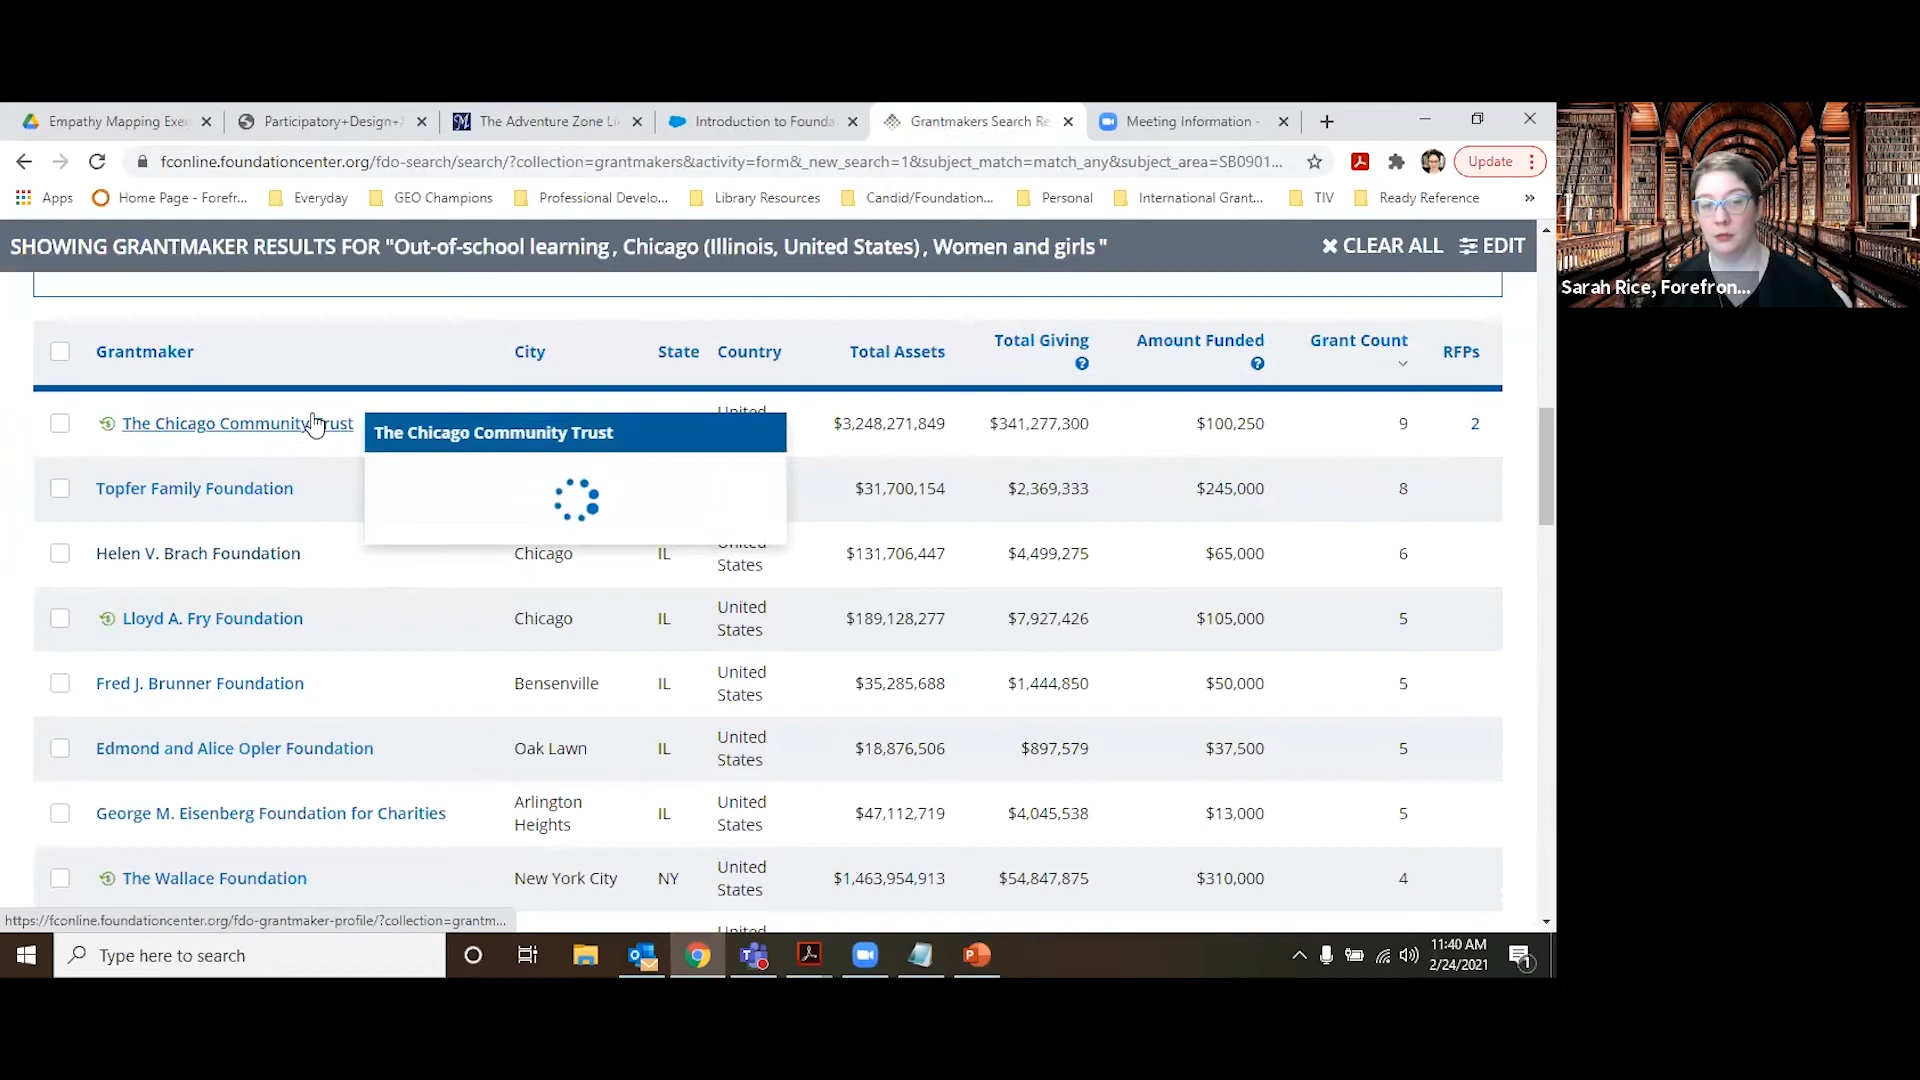 Empathy Mapping Exe
Participatory+Design+
The Adventure Zone Li
Introduction to Founda
Grantmakers Search Re
Meeting Information -
fconline.foundationcenter.org/fdo-search/search/?collection=grantmakers&activity=form&_new_search=1&subject_match=match_any&subject_area=SB0901...
Update
Apps
Home Page - Forefr...
Everyday
GEO Champions
Professional Develo...
Library Resources
Candid/Foundation...
Personal
International Grant...
TIV
Ready Reference
»
SHOWING GRANTMAKER RESULTS FOR "Out-of-school learning, Chicago (Illinois, United States), Women and girls"
CLEAR ALL
EDIT
Sarah Rice, Forefron...
Grantmaker City State Country Total Assets Total Giving Amount Funded Grant Count RFPs
The Chicago Community Trust United $3,248,271,849 $341,277,300 $100,250 9 2
The Chicago Community Trust
Topfer Family Foundation $31,700,154 $2,369,333 $245,000 8
Helen V. Brach Foundation Chicago IL United States $131,706,447 $4,499,275 $65,000 6
Lloyd A. Fry Foundation Chicago IL United States $189,128,277 $7,927,426 $105,000 5
Fred J. Brunner Foundation Bensenville IL United States $35,285,688 $1,444,850 $50,000 5
Edmond and Alice Opler Foundation Oak Lawn IL United States $18,876,506 $897,579 $37,500 5
George M. Eisenberg Foundation for Charities Arlington Heights IL United States $47,112,719 $4,045,538 $13,000 5
The Wallace Foundation New York City NY United States $1,463,954,913 $54,847,875 $310,000 4
United
https://fconline.foundationcenter.org/fdo-grantmaker-profile/?collection=grantm...
Type here to search
11:40 AM
2/24/2021
1